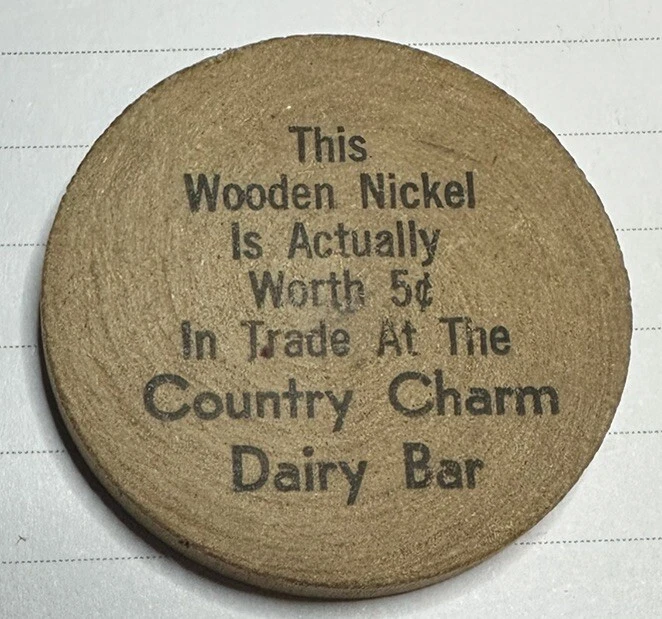 This
Wooden Nickel
Is Actually
Worth 5¢
In Trade At The
Country Charm
Dairy Bar